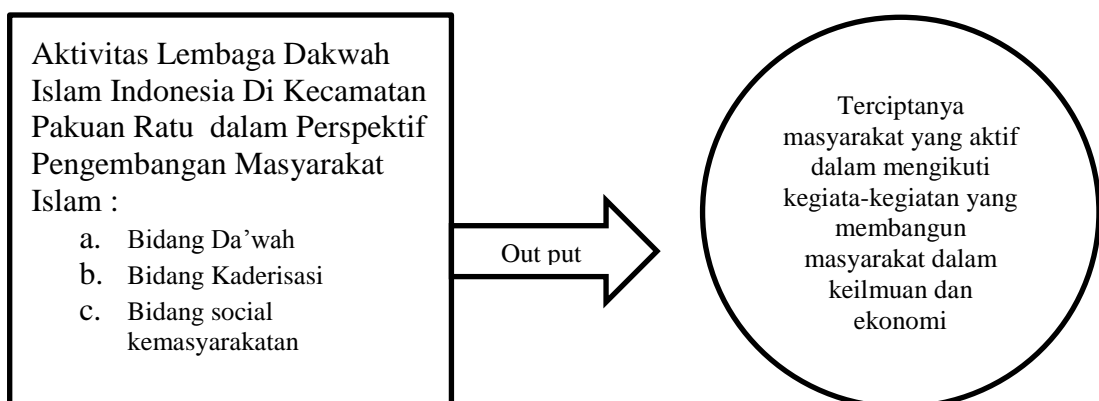 Aktivitas Lembaga Dakwah
Islam Indonesia Di Kecamatan
Pakuan Ratu dalam Perspektif
Pengembangan Masyarakat
Islam :
a. Bidang Da’wah
b. Bidang Kaderisasi
c. Bidang social
kemasyarakatan
Out put
Terciptanya
masyarakat yang aktif
dalam mengikuti
kegiata-kegiatan yang
membangun
masyarakat dalam
keilmuan dan
ekonomi